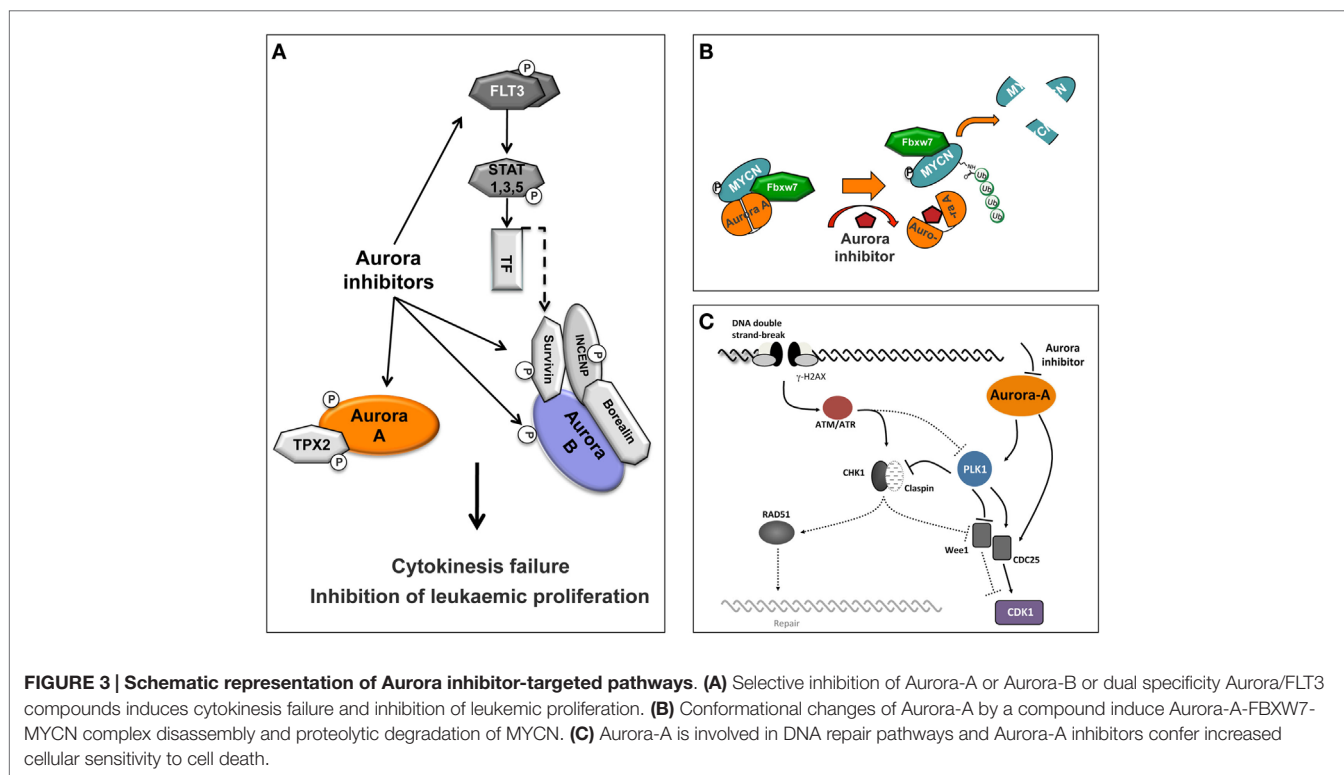 A
P
FLT3
STAT
1,3,5
P
TF
Aurora
inhibitors
Survivin
INCENP
P
P
Borealin
Aurora
B
P
P
Aurora
A
TPX2
P
Cytokinesis failure
Inhibition of leukaemic proliferation
B
P
MYCN
Fbxw7
Aurora A
Aurora
inhibitor
Fbxw7
MYCN
P
NH
O
Ub
Ub
Ub
Ub
Auro-
-ra A
MY
CN
C
DNA double
strand-break
γ-H2AX
ATM/ATR
Aurora
inhibitor
Aurora-A
CHK1
Claspin
PLK1
RAD51
Wee1
CDC25
CDK1
Repair
FIGURE 3 | Schematic representation of Aurora inhibitor-targeted pathways. (A) Selective inhibition of Aurora-A or Aurora-B or dual specificity Aurora/FLT3
compounds induces cytokinesis failure and inhibition of leukemic proliferation. (B) Conformational changes of Aurora-A by a compound induce Aurora-A-FBXW7-
MYCN complex disassembly and proteolytic degradation of MYCN. (C) Aurora-A is involved in DNA repair pathways and Aurora-A inhibitors confer increased
cellular sensitivity to cell death.